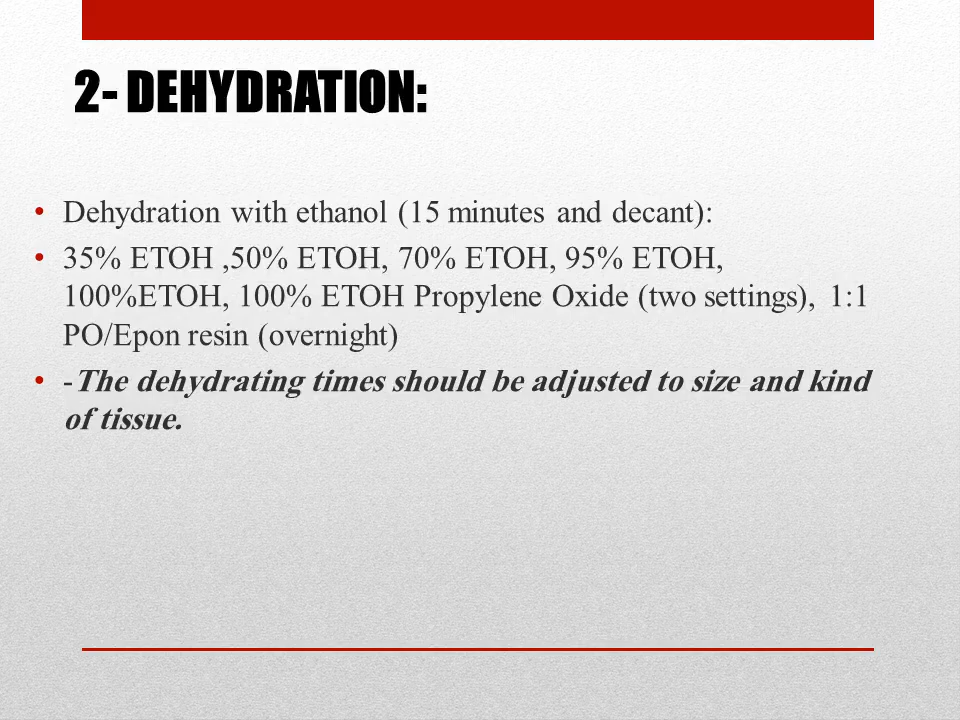 2- DEHYDRATION:
• Dehydration with ethanol (15 minutes and decant):
• 35% ETOH ,50% ETOH, 70% ETOH, 95% ETOH,
100%ETOH, 100% ETOH Propylene Oxide (two settings), 1:1
PO/Epon resin (overnight)
• -The dehydrating times should be adjusted to size and kind
of tissue.